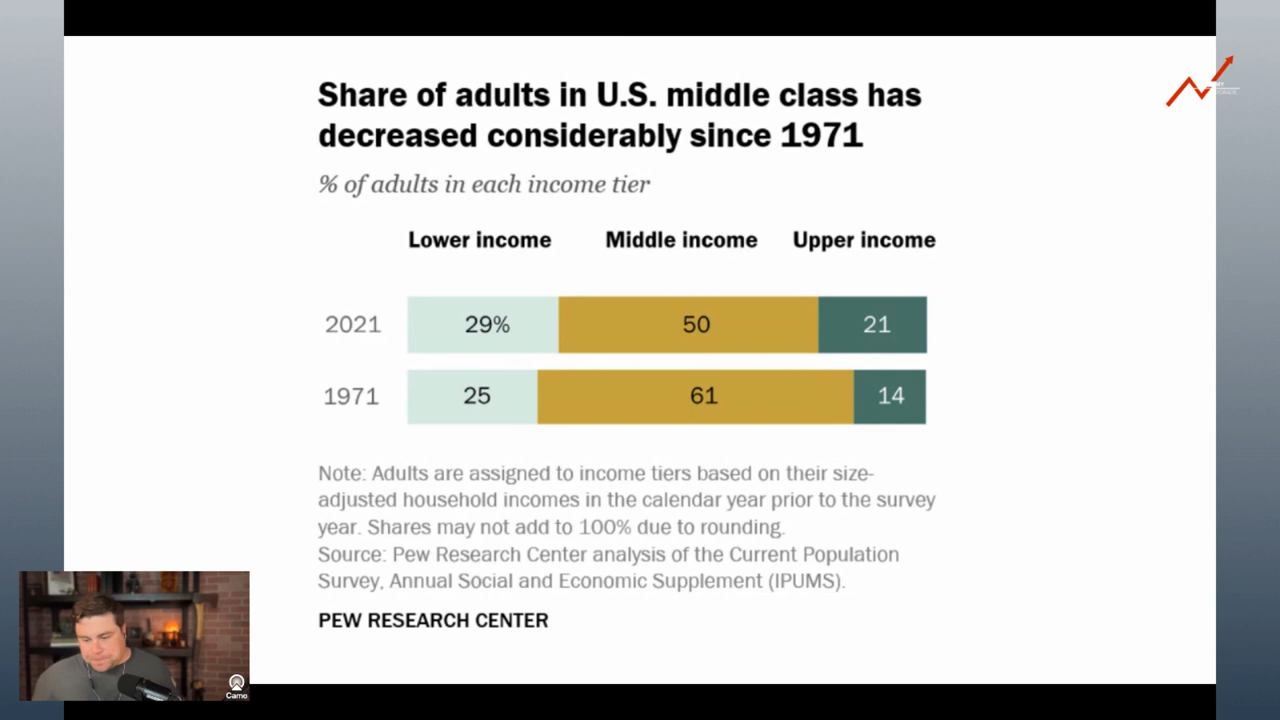 Share of adults in U.S. middle class has
decreased considerably since 1971
% of adults in each income tier
Lower income Middle income Upper income
2021 29% 50 21
1971 25 61 14
Note: Adults are assigned to income tiers based on their size-
adjusted household incomes in the calendar year prior to the survey
year. Shares may not add to 100% due to rounding.
Source: Pew Research Center analysis of the Current Population
Survey, Annual Social and Economic Supplement (IPUMS).
PEW RESEARCH CENTER
Camo